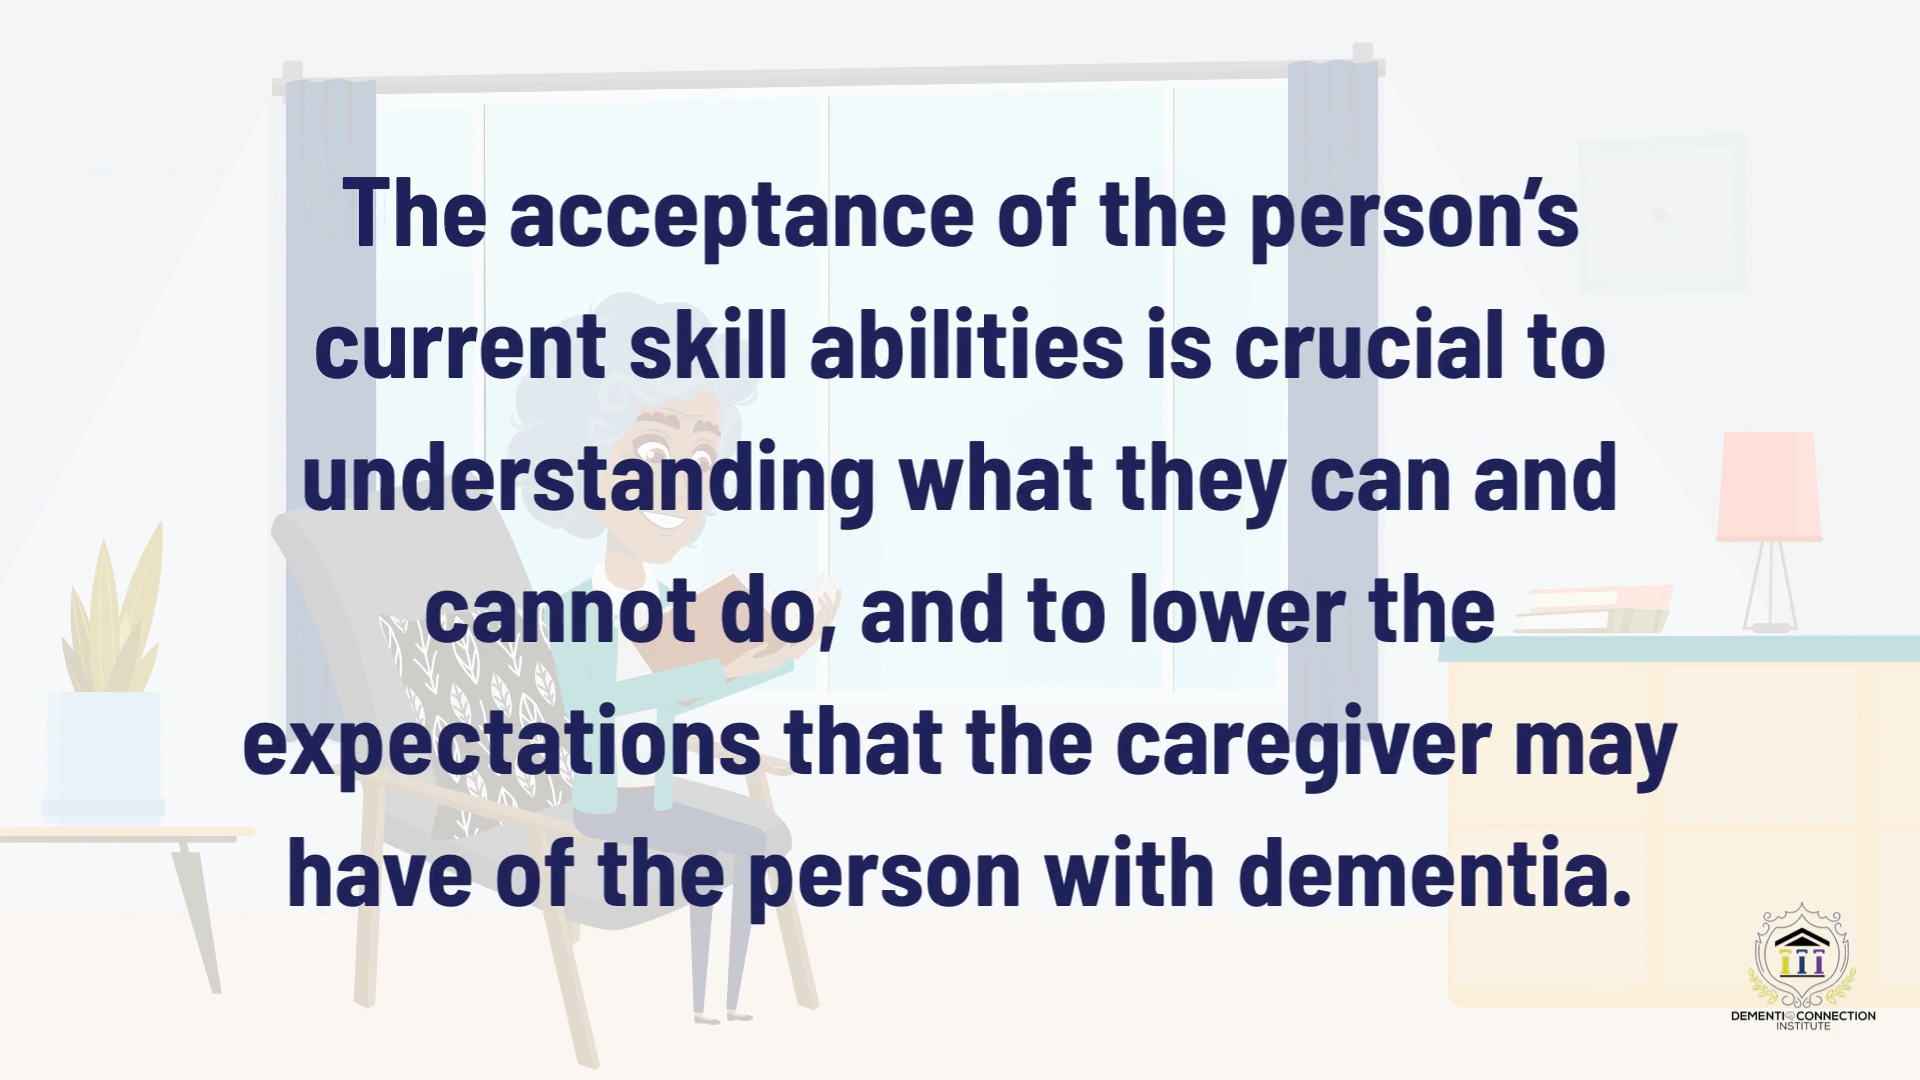 The acceptance of the person’s
current skill abilities is crucial to
understanding what they can and
cannot do, and to lower the
expectations that the caregiver may
have of the person with dementia.
DEMENTI CONNECTION
INSTITUTE